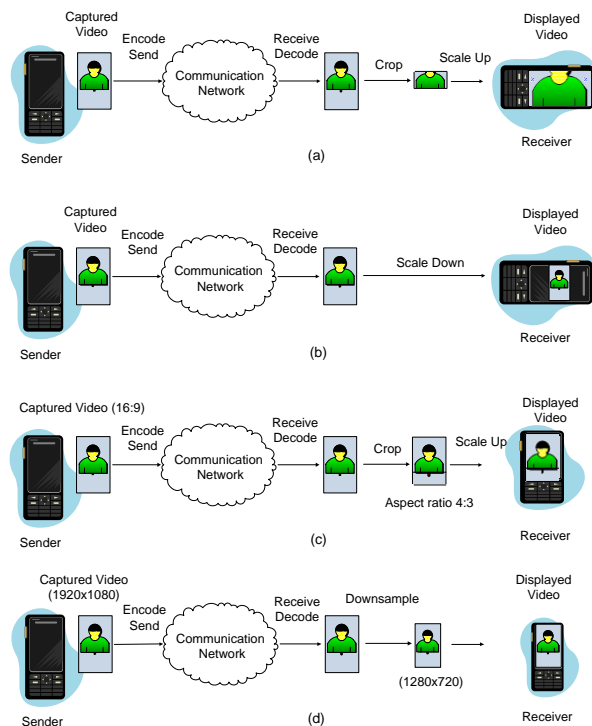 Captured
Video
Encode
Send
Communication
Network
Receive
Decode
Crop
Scale Up
Displayed
Video
Sender
Receiver
(a)
Captured
Video
Encode
Send
Communication
Network
Receive
Decode
Scale Down
Displayed
Video
Sender
Receiver
(b)
Captured Video (16:9)
Encode
Send
Communication
Network
Receive
Decode
Crop
Aspect ratio 4:3
Scale Up
Displayed
Video
Sender
Receiver
(c)
Captured Video
(1920x1080)
Encode
Send
Communication
Network
Receive
Decode
Downsample
(1280x720)
Displayed
Video
Sender
Receiver
(d)